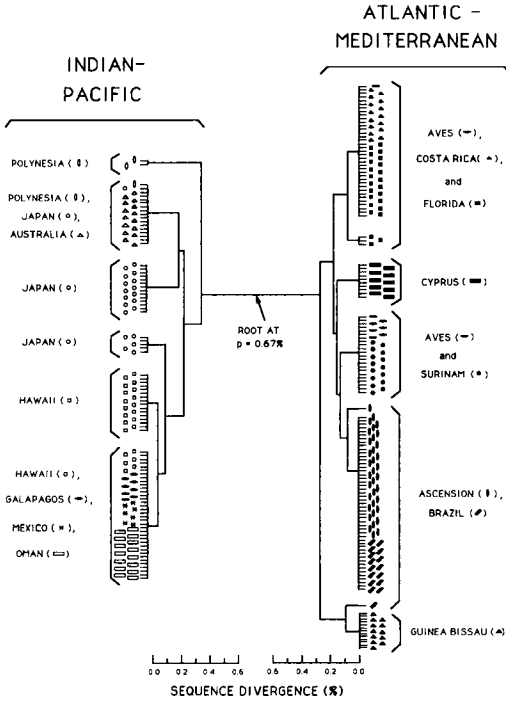 ATLANTIC -
MEDITERRANEAN
INDIAN-
PACIFIC
POLYNESIA ( )
POLYNESIA ( ),
JAPAN ( ),
AUSTRALIA ( )
JAPAN ( )
JAPAN ( )
HAWAII ( )
HAWAII ( ),
GALAPAGOS ( ),
MEXICO ( ),
OMAN ( )
ROOT AT
p = 0.67%
AVES ( ),
COSTA RICA ( ),
and
FLORIDA ( )
CYPRUS ( )
AVES ( )
and
SURINAM ( )
ASCENSION ( ),
BRAZIL ( )
GUINEA BISSAU ( )
0.0 0.2 0.4 0.6 0.6 0.4 0.2 0.0
SEQUENCE DIVERGENCE (%)